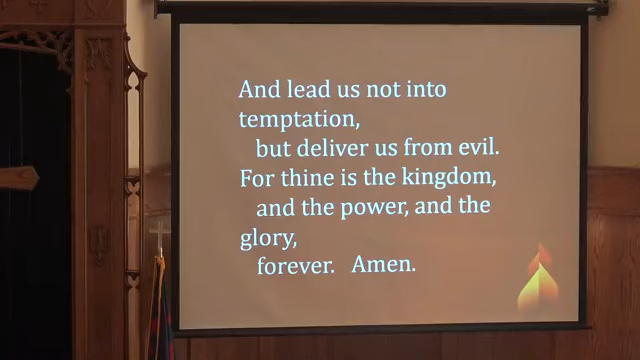 And lead us not into
temptation,
but deliver us from evil.
For thine is the kingdom,
and the power, and the
glory,
forever. Amen.